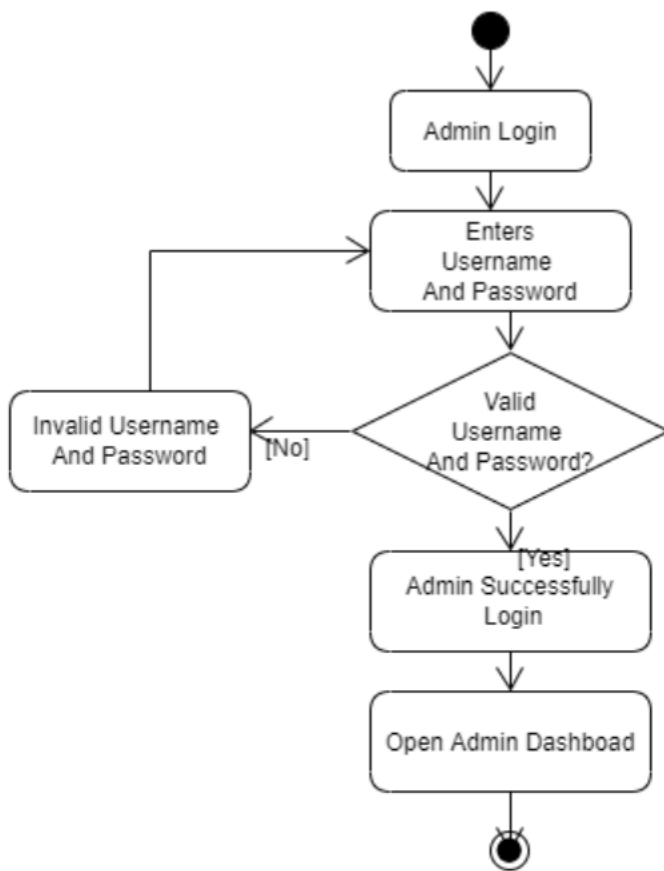 Admin Login
Enters
Username
And Password
Valid
Username
And Password?
Invalid Username
And Password
[No]
[Yes]
Admin Successfully
Login
Open Admin Dashboad